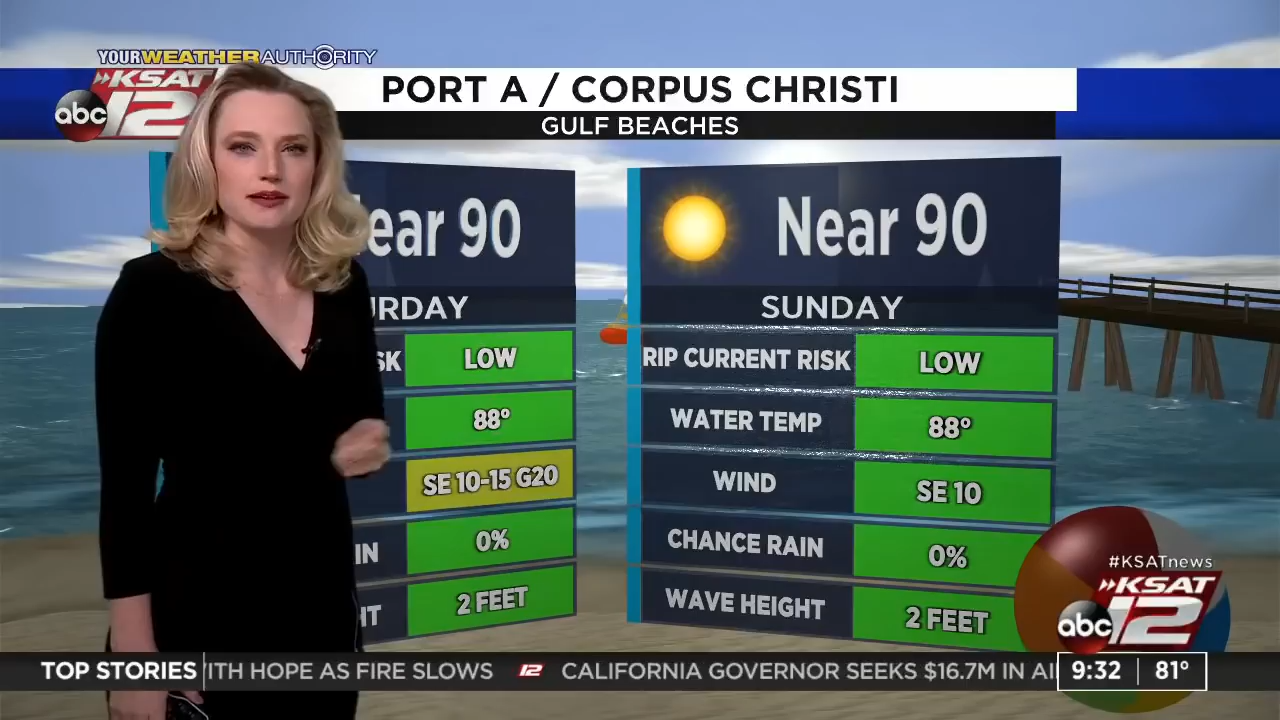 YOURWEATHERAUTHORITY
KSAT
abc 12
PORT A / CORPUS CHRISTI
GULF BEACHES
ear 90
URDAY
SK LOW
88°
SE 10-15 G20
IN 0%
HT 2 FEET
Near 90
SUNDAY
RIP CURRENT RISK LOW
WATER TEMP 88°
WIND SE 10
CHANCE RAIN 0%
WAVE HEIGHT 2 FEET
#KSATnews
KSAT
abc 12
TOP STORIES ITH HOPE AS FIRE SLOWS 12 CALIFORNIA GOVERNOR SEEKS $16.7M IN AI 9:32 81°